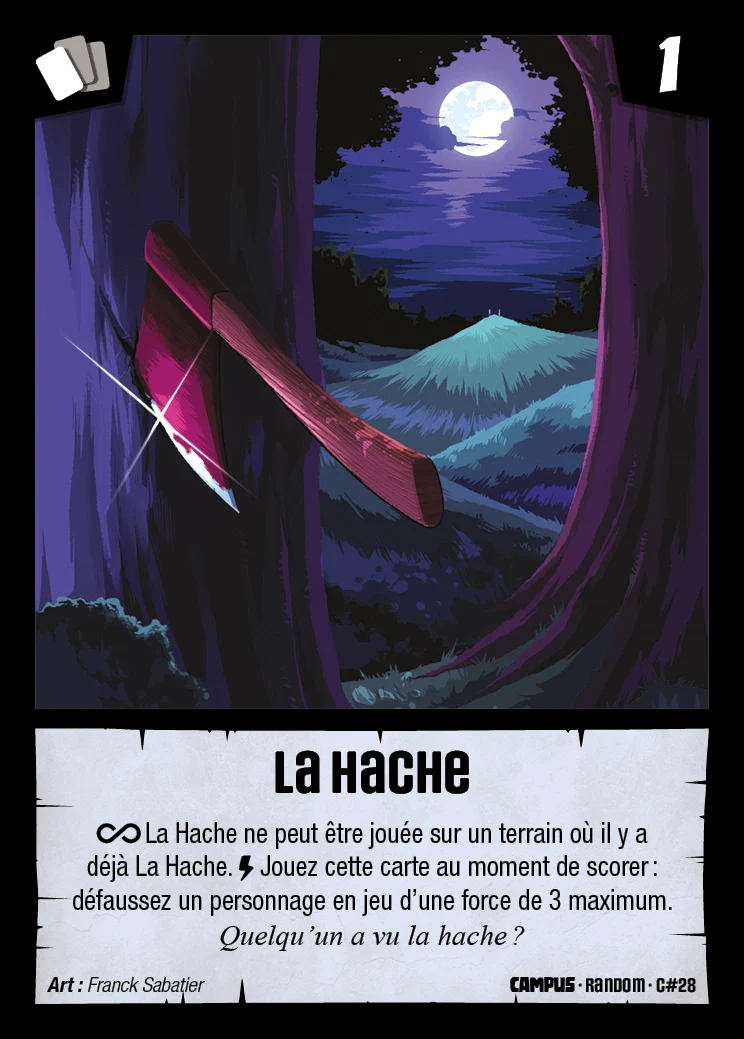 1
La Hache
La Hache ne peut être jouée sur un terrain où il y a
déjà La Hache. Jouez cette carte au moment de scorer :
défaussez un personnage en jeu d'une force de 3 maximum.
Quelqu'un a vu la hache ?
Art : Franck Sabatier
CAMPUS · RANDOM · C#28